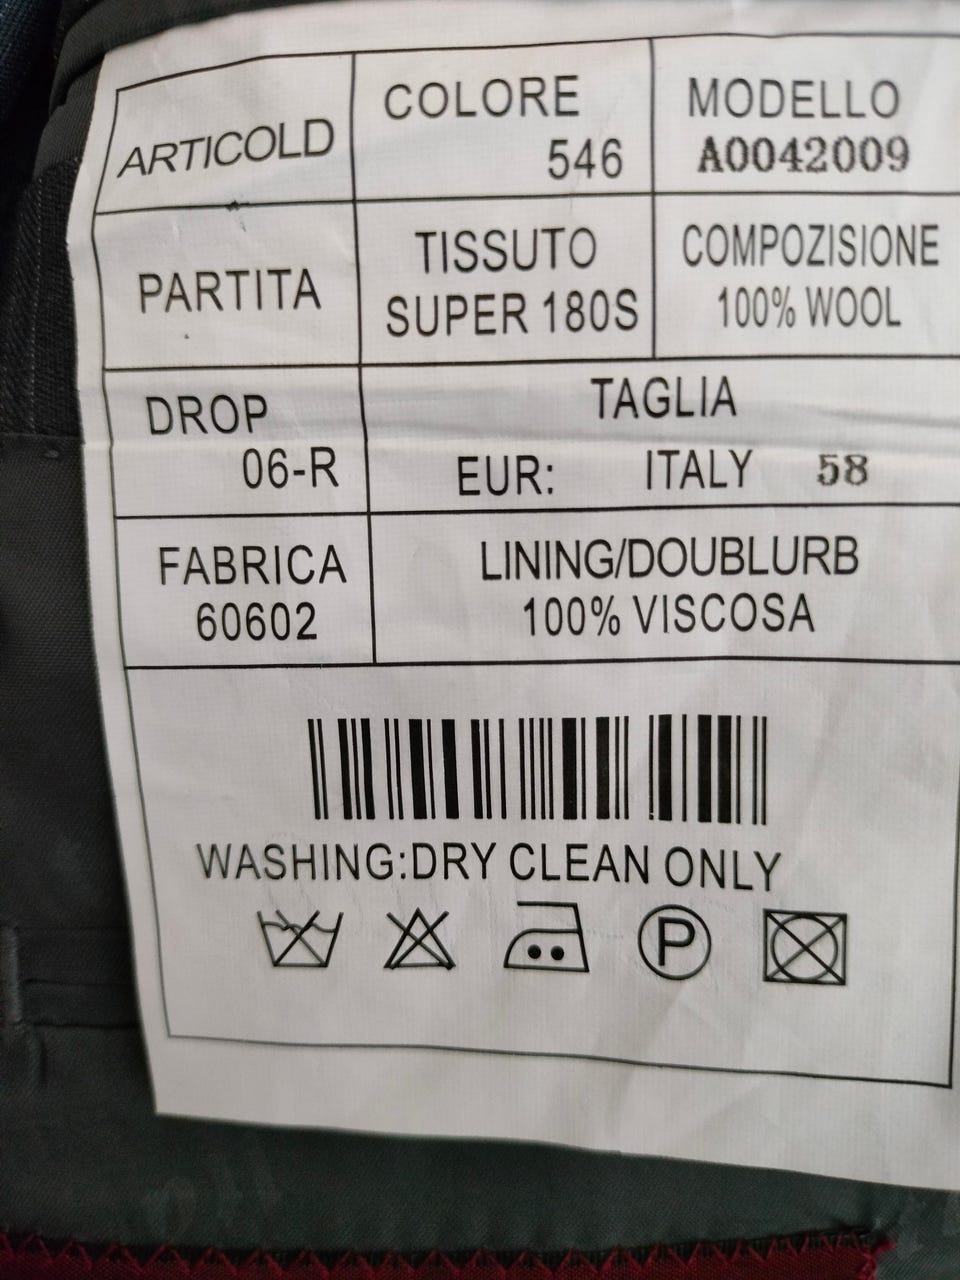 ARTICOLD
COLORE
546
MODELLO
A0042009
PARTITA
TISSUTO
SUPER 180S
COMPOZISIONE
100% WOOL
DROP
06-R
TAGLIA
EUR: ITALY 58
FABRICA
60602
LINING/DOUBLURB
100% VISCOSA
WASHING:DRY CLEAN ONLY
P